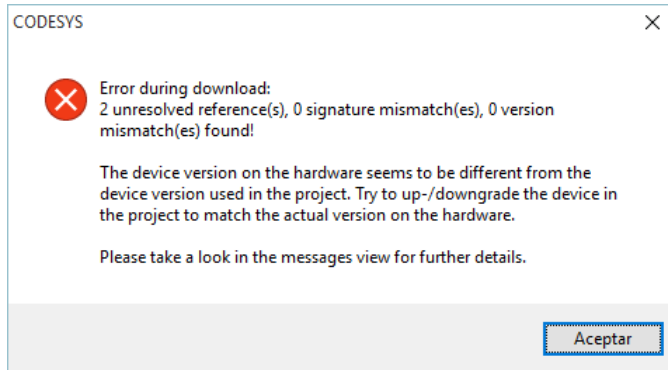 CODESYS
Error during download:
2 unresolved reference(s), 0 signature mismatch(es), 0 version
mismatch(es) found!
The device version on the hardware seems to be different from the
device version used in the project. Try to up-/downgrade the device in
the project to match the actual version on the hardware.
Please take a look in the messages view for further details.
Aceptar